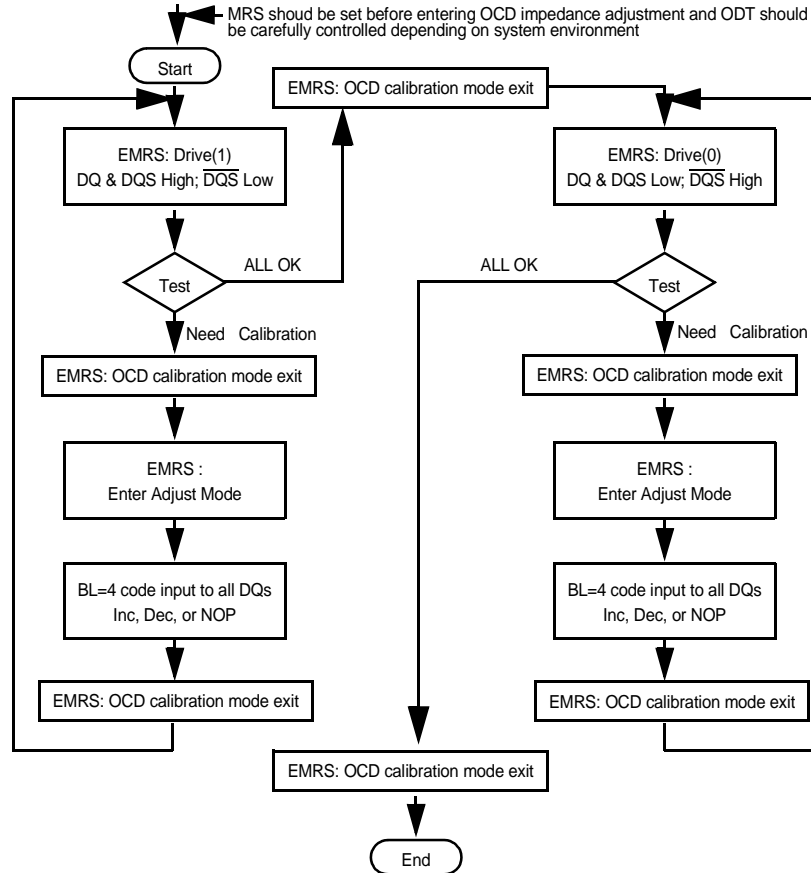 MRS shoud be set before entering OCD impedance adjustment and ODT should
be carefully controlled depending on system environment
Start
EMRS: OCD calibration mode exit
EMRS: Drive(1)
DQ & DQS High; D̅Q̅S̅ Low
EMRS: Drive(0)
DQ & DQS Low; D̅Q̅S̅ High
Test
ALL OK
ALL OK
Test
Need Calibration
Need Calibration
EMRS: OCD calibration mode exit
EMRS: OCD calibration mode exit
EMRS :
Enter Adjust Mode
EMRS :
Enter Adjust Mode
BL=4 code input to all DQs
Inc, Dec, or NOP
BL=4 code input to all DQs
Inc, Dec, or NOP
EMRS: OCD calibration mode exit
EMRS: OCD calibration mode exit
EMRS: OCD calibration mode exit
End